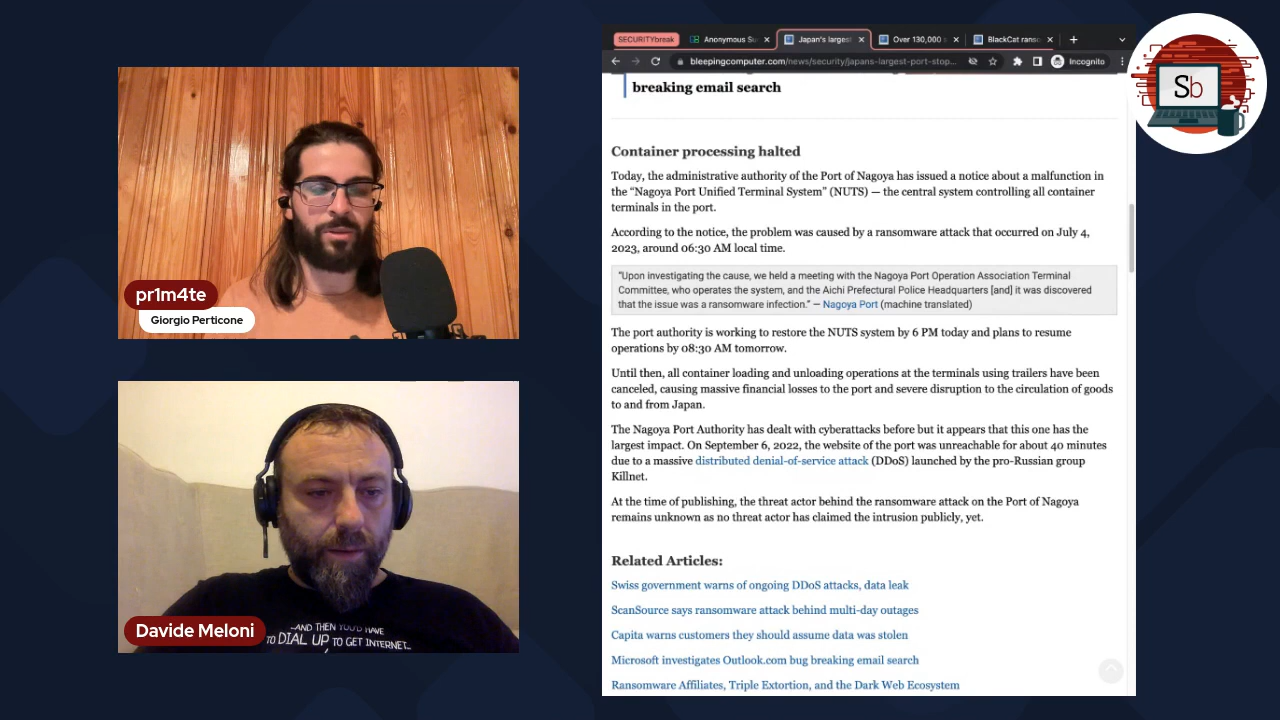 pr1m4te
Giorgio Perticone
Davide Meloni
...AND THEN YOU'D HAVE
TO DIAL UP TO GET INTERNET...
SECURITYbreak
Anonymous Su
Japan's largest
Over 130,000 s
BlackCat ranso
bleepingcomputer.com/news/security/japans-largest-port-stop...
Incognito
Sb
breaking email search
Container processing halted
Today, the administrative authority of the Port of Nagoya has issued a notice about a malfunction in
the “Nagoya Port Unified Terminal System” (NUTS) — the central system controlling all container
terminals in the port.
According to the notice, the problem was caused by a ransomware attack that occurred on July 4,
2023, around 06:30 AM local time.
“Upon investigating the cause, we held a meeting with the Nagoya Port Operation Association Terminal
Committee, who operates the system, and the Aichi Prefectural Police Headquarters [and] it was discovered
that the issue was a ransomware infection.” — Nagoya Port (machine translated)
The port authority is working to restore the NUTS system by 6 PM today and plans to resume
operations by 08:30 AM tomorrow.
Until then, all container loading and unloading operations at the terminals using trailers have been
canceled, causing massive financial losses to the port and severe disruption to the circulation of goods
to and from Japan.
The Nagoya Port Authority has dealt with cyberattacks before but it appears that this one has the
largest impact. On September 6, 2022, the website of the port was unreachable for about 40 minutes
due to a massive distributed denial-of-service attack (DDoS) launched by the pro-Russian group
Killnet.
At the time of publishing, the threat actor behind the ransomware attack on the Port of Nagoya
remains unknown as no threat actor has claimed the intrusion publicly, yet.
Related Articles:
Swiss government warns of ongoing DDoS attacks, data leak
ScanSource says ransomware attack behind multi-day outages
Capita warns customers they should assume data was stolen
Microsoft investigates Outlook.com bug breaking email search
Ransomware Affiliates, Triple Extortion, and the Dark Web Ecosystem